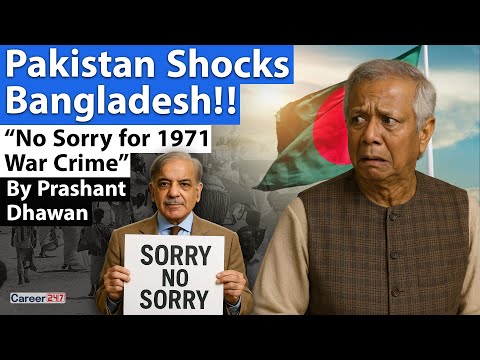 Pakistan Shocks
Bangladesh!!
“No Sorry for 1971
War Crime”
By Prashant
Dhawan
SORRY
NO
SORRY
Career 247